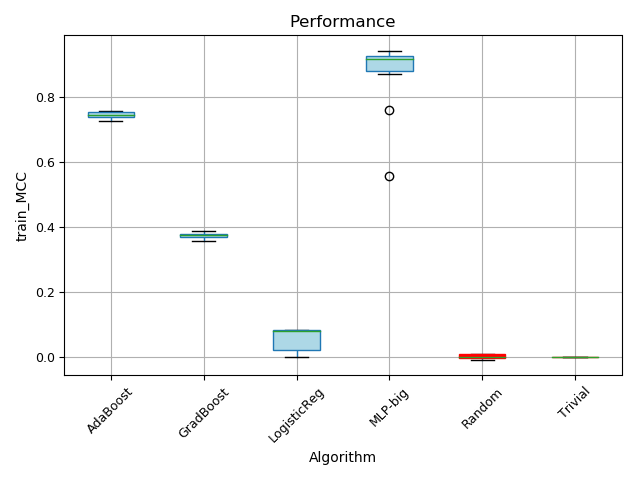 Performance
train_MCC
0.8
0.6
0.4
0.2
0.0
AdaBoost
GradBoost
LogisticReg
MLP-big
Random
Trivial
Algorithm